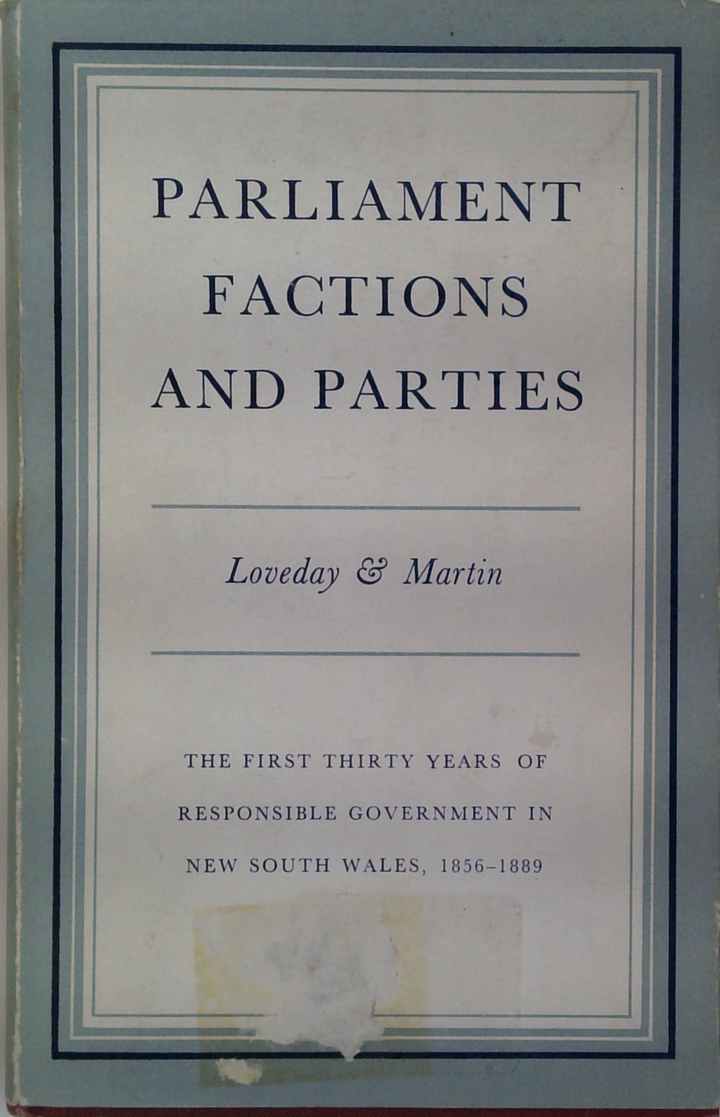 PARLIAMENT
FACTIONS
AND PARTIES
Loveday & Martin
THE FIRST THIRTY YEARS OF
RESPONSIBLE GOVERNMENT IN
NEW SOUTH WALES, 1856–1889